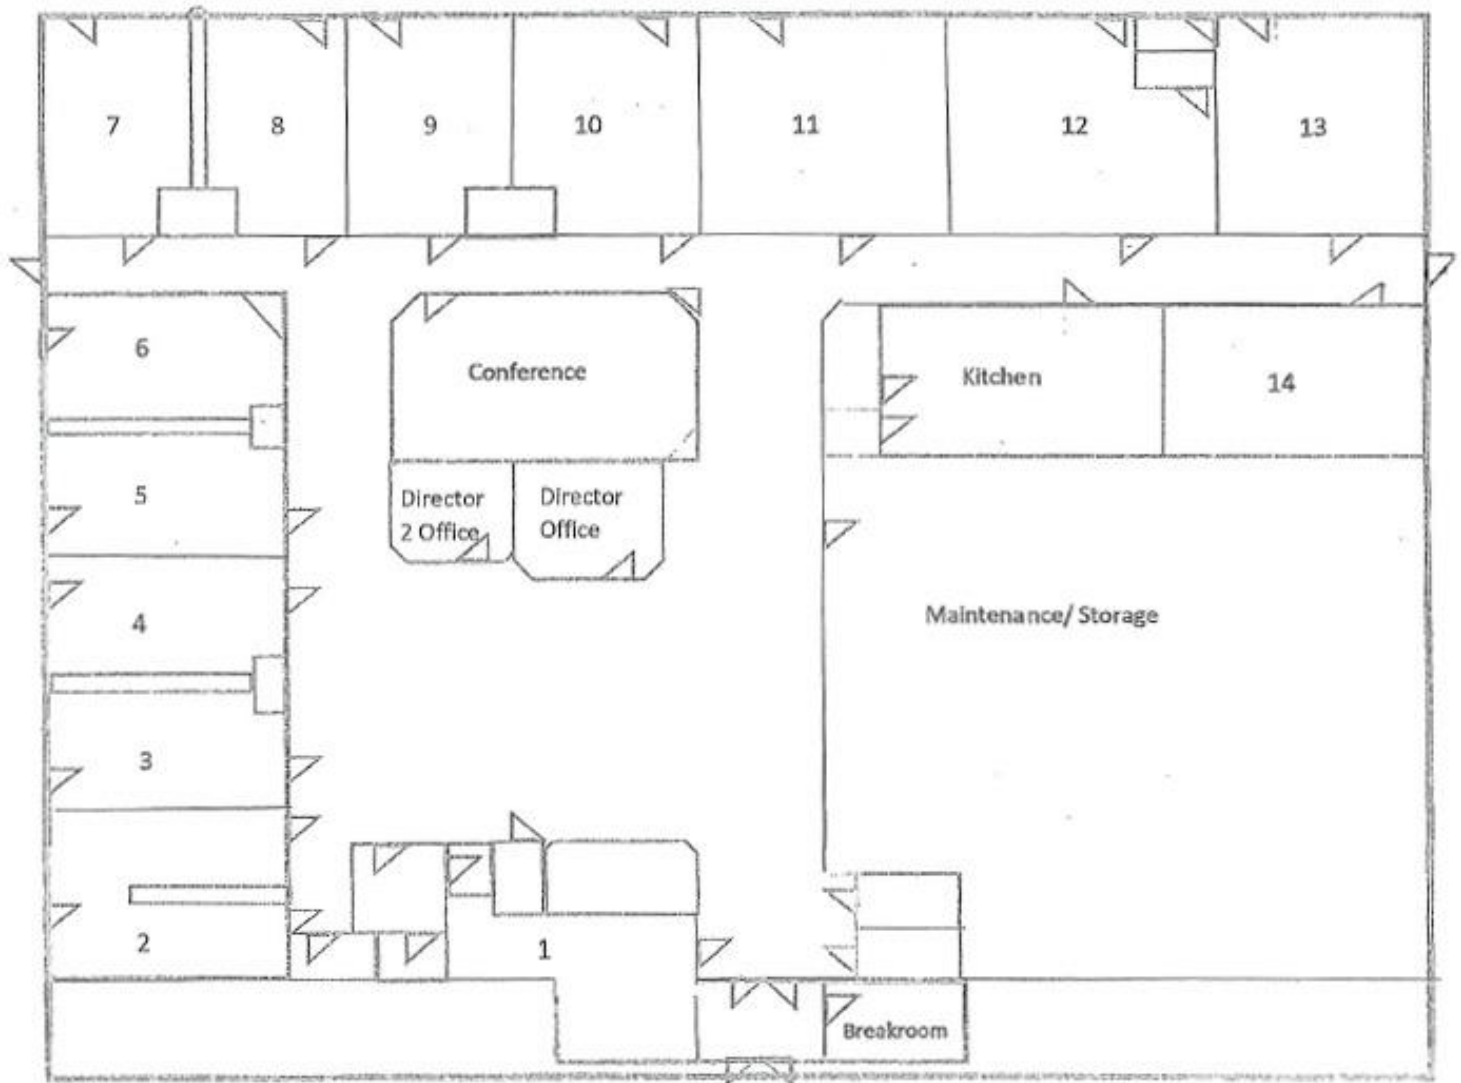 7
8
9
10
11
12
13
6
Conference
Kitchen
14
5
Director
2 Office
Director
Office
4
Maintenance/ Storage
3
2
1
Breakroom